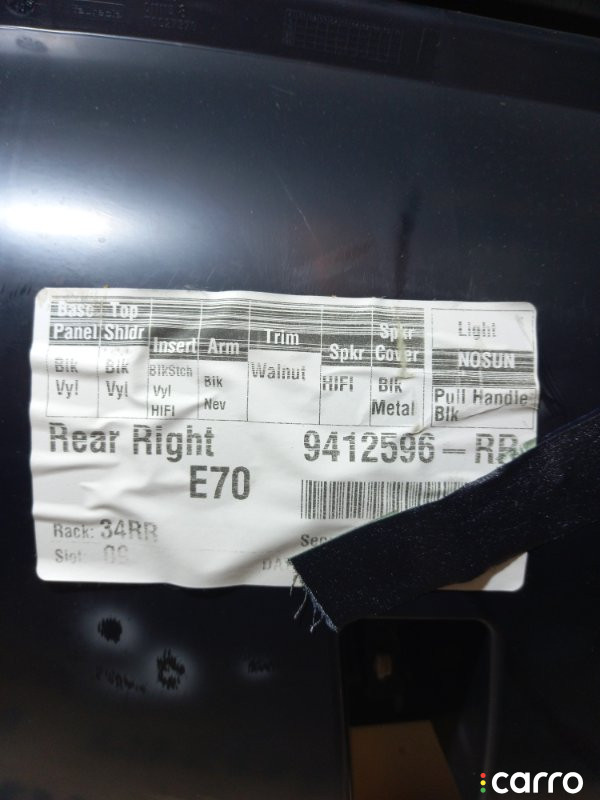 Base Top
Panel Shldr Insert Arm Trim Spkr Spkr Cover Light
NOSUN
Blk Blk BlkStch Blk Walnut HIFI Blk Pull Handle
Vyl Vyl Vyl Nev Metal Blk
HIFI
Rear Right 9412596-RR
E70
Rack: 34RR
Slot: 09
carro